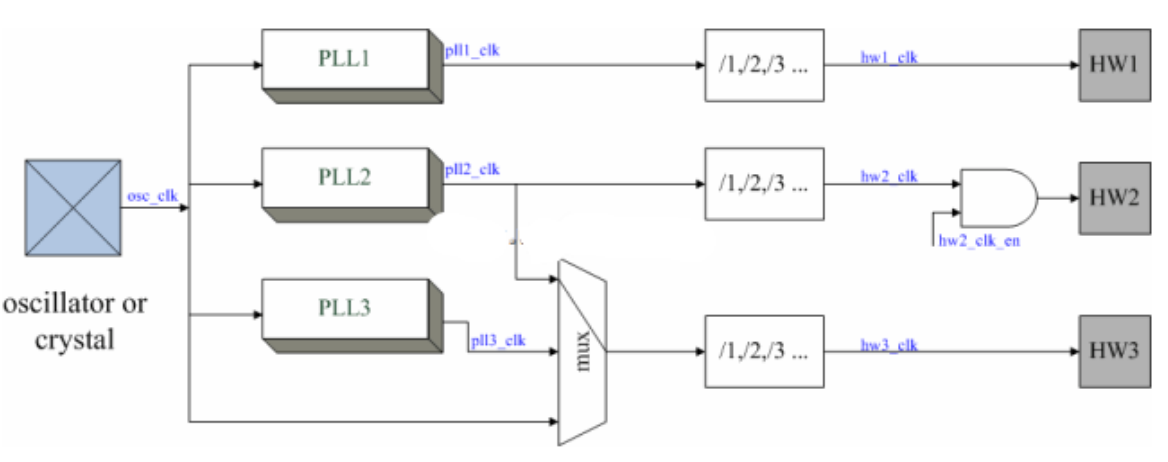 PLL1
pll1_clk
/1,/2,/3 ...
hw1_clk
HW1
PLL2
pll2_clk
/1,/2,/3 ...
hw2_clk
HW2
hw2_clk_en
osc_clk
oscillator or
crystal
PLL3
pll3_clk
mux
/1,/2,/3 ...
hw3_clk
HW3